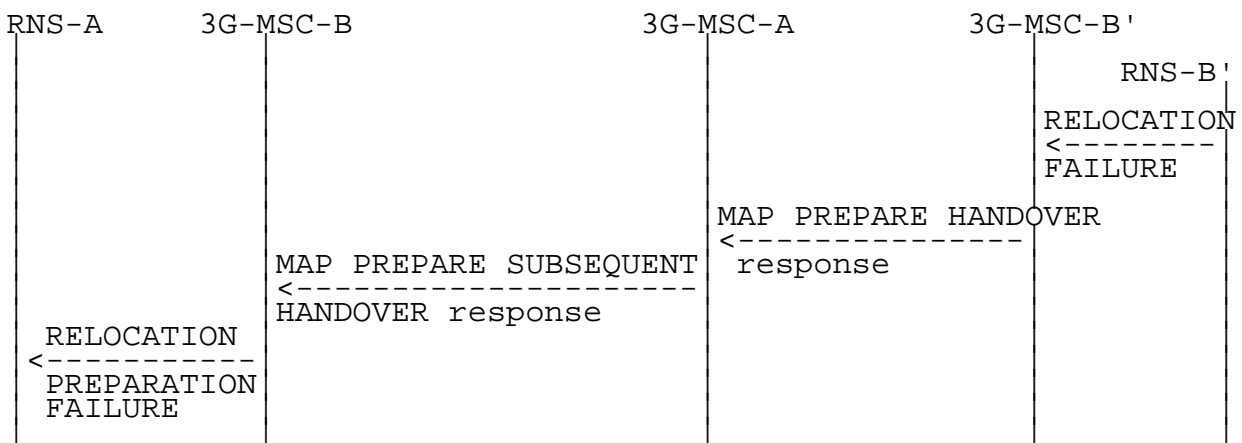 RNS-A 3G-MSC-B 3G-MSC-A 3G-MSC-B'
RNS-B'
RELOCATION
<--------
FAILURE
MAP PREPARE HANDOVER
<---------------
response
MAP PREPARE SUBSEQUENT
<---------------------
HANDOVER response
RELOCATION
<-----------
PREPARATION
FAILURE